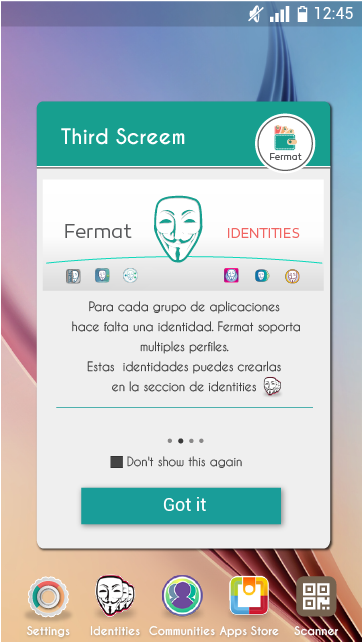 12:45
Third Screem
Fermat
Fermat
IDENTITIES
Para cada grupo de aplicaciones
hace falta una identidad. Fermat soporta
multiples perfiles.
Estas identidades puedes crearlas
en la seccion de identities
Don't show this again
Got it
Settings
Identities
Communities
Apps Store
Scanner